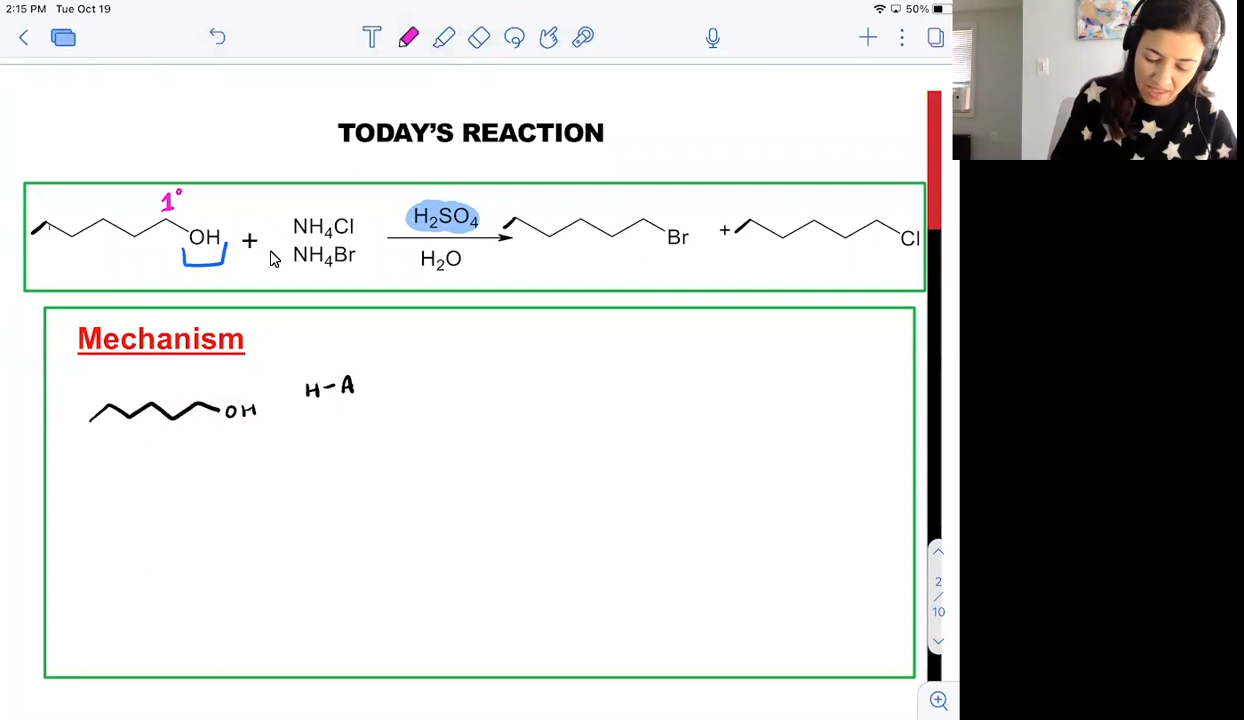 2:15 PM Tue Oct 19 50%
T
TODAY'S REACTION
1°
OH + NH₄Cl H₂SO₄ Br + Cl
NH₄Br H₂O
Mechanism
H-A
OH
2
/
10